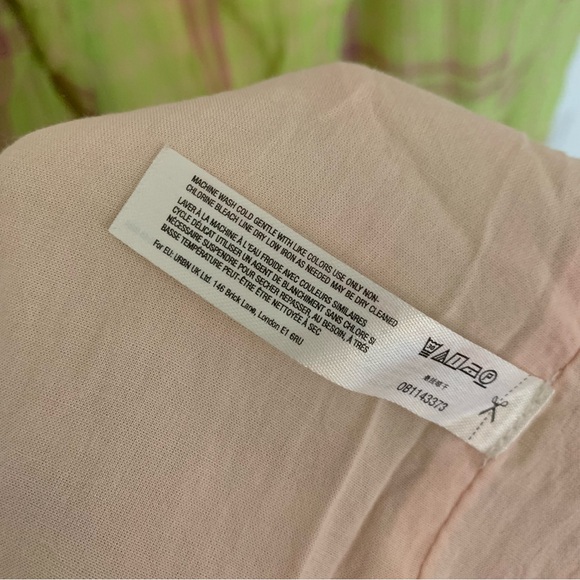 MACHINE WASH COLD GENTLE WITH LIKE COLORS USE ONLY NON-
CHLORINE BLEACH LINE DRY LOW IRON AS NEEDED MAY BE DRY CLEANED
LAVER À LA MACHINE À L'EAU FROIDE AVEC COULEURS SIMILAIRES
CYCLE DÉLICAT UTILISER UN AGENT DE BLANCHIMENT SANS CHLORE SI
NÉCESSAIRE SUSPENDRE POUR SECHER REPASSER, AU BESOIN, À TRÈS
BASSE TEMPÉRATURE PEUT-ÊTRE ÊTRE NETTOYÉE À SEC
For EU: URBN UK Ltd. 146 Brick Lane, London E1 6RU
P
081143373